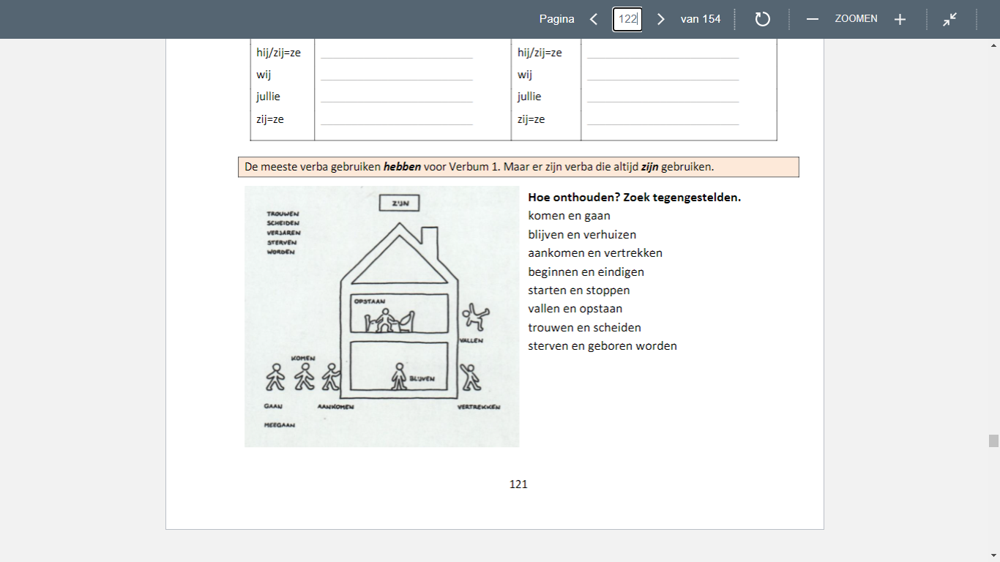 Pagina 122 van 154 ZOOMEN
hij/zij=ze hij/zij=ze
wij wij
jullie jullie
zij=ze zij=ze
De meeste verba gebruiken hebben voor Verbum 1. Maar er zijn verba die altijd zijn gebruiken.
ZIJN
TROUWEN
SCHEIDEN
VERJAREN
STERVEN
WORDEN
OPSTAAN
VALLEN
KOMEN
BLIJVEN
GAAN AANKOMEN VERTREKKEN
MEEGAAN
Hoe onthouden? Zoek tegengestelden.
komen en gaan
blijven en verhuizen
aankomen en vertrekken
beginnen en eindigen
starten en stoppen
vallen en opstaan
trouwen en scheiden
sterven en geboren worden
121